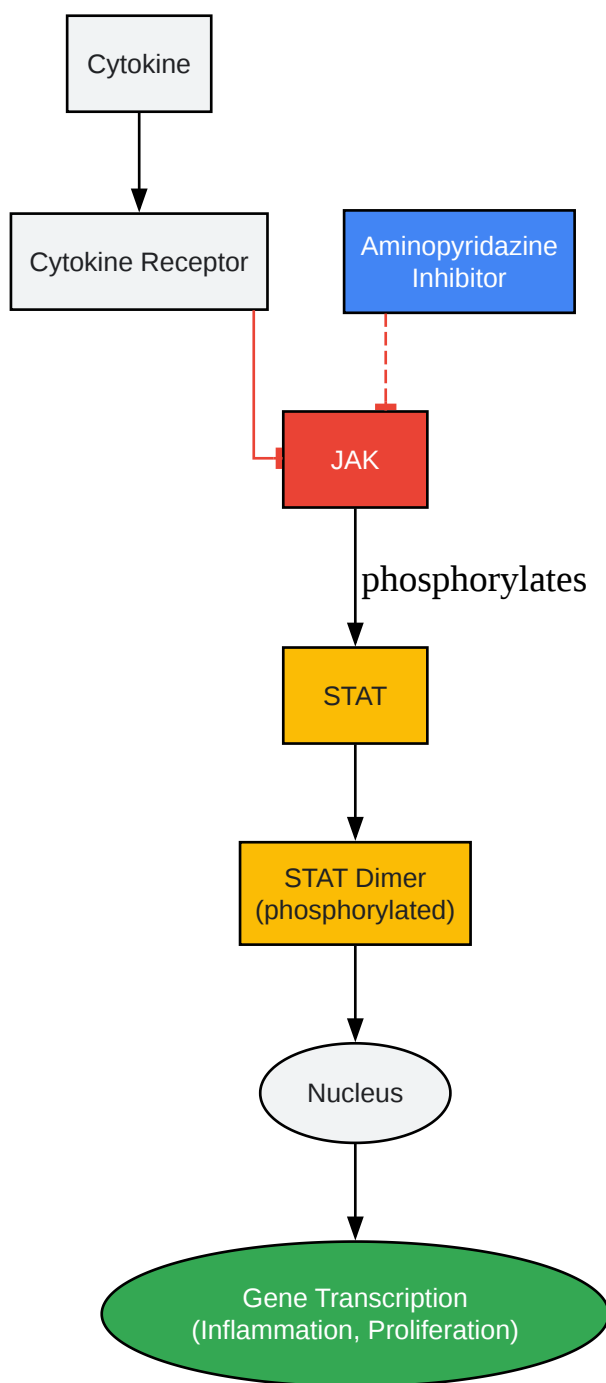 Cytokine
Cytokine Receptor
Aminopyridazine
Inhibitor
JAK
phosphorylates
STAT
STAT Dimer
(phosphorylated)
Nucleus
Gene Transcription
(Inflammation, Proliferation)